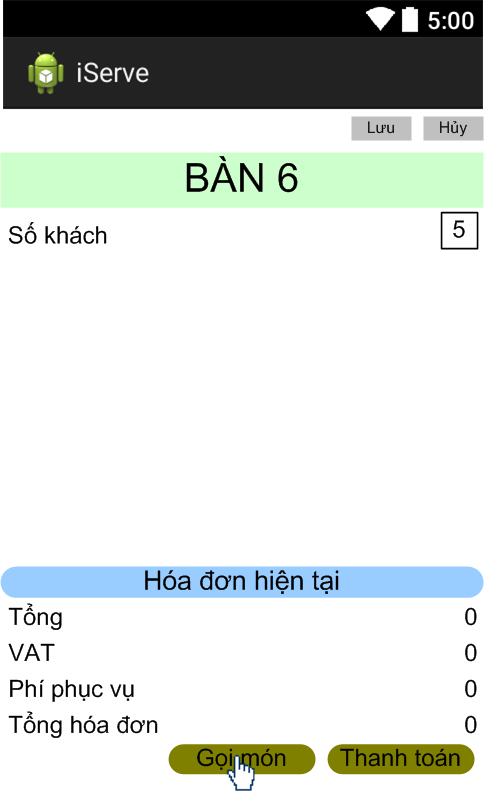 5:00
iServe
Lưu Hủy
BÀN 6
Số khách 5
Hóa đơn hiện tại
Tổng 0
VAT 0
Phí phục vụ 0
Tổng hóa đơn 0
Gọi món Thanh toán